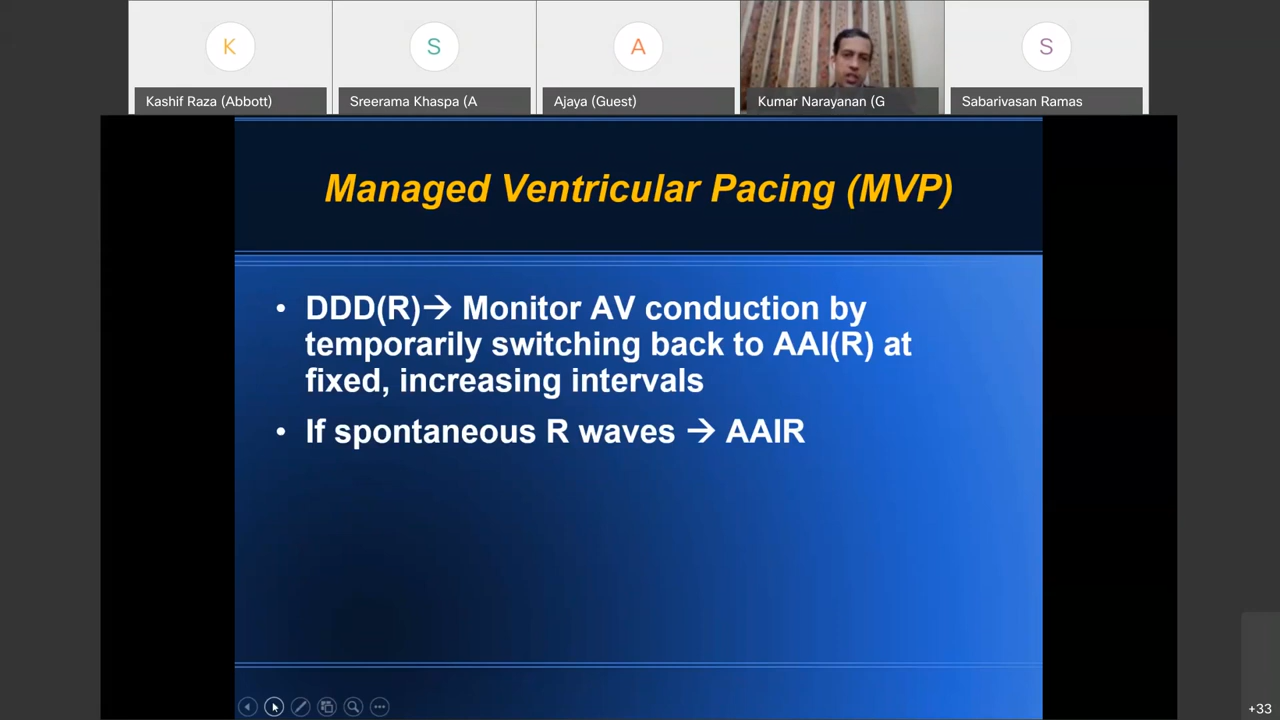 K
S
A
S
Kashif Raza (Abbott)
Sreerama Khaspa (A
Ajaya (Guest)
Kumar Narayanan (G
Sabarivasan Ramas
Managed Ventricular Pacing (MVP)
• DDD(R)→ Monitor AV conduction by
temporarily switching back to AAI(R) at
fixed, increasing intervals
• If spontaneous R waves → AAIR
+33